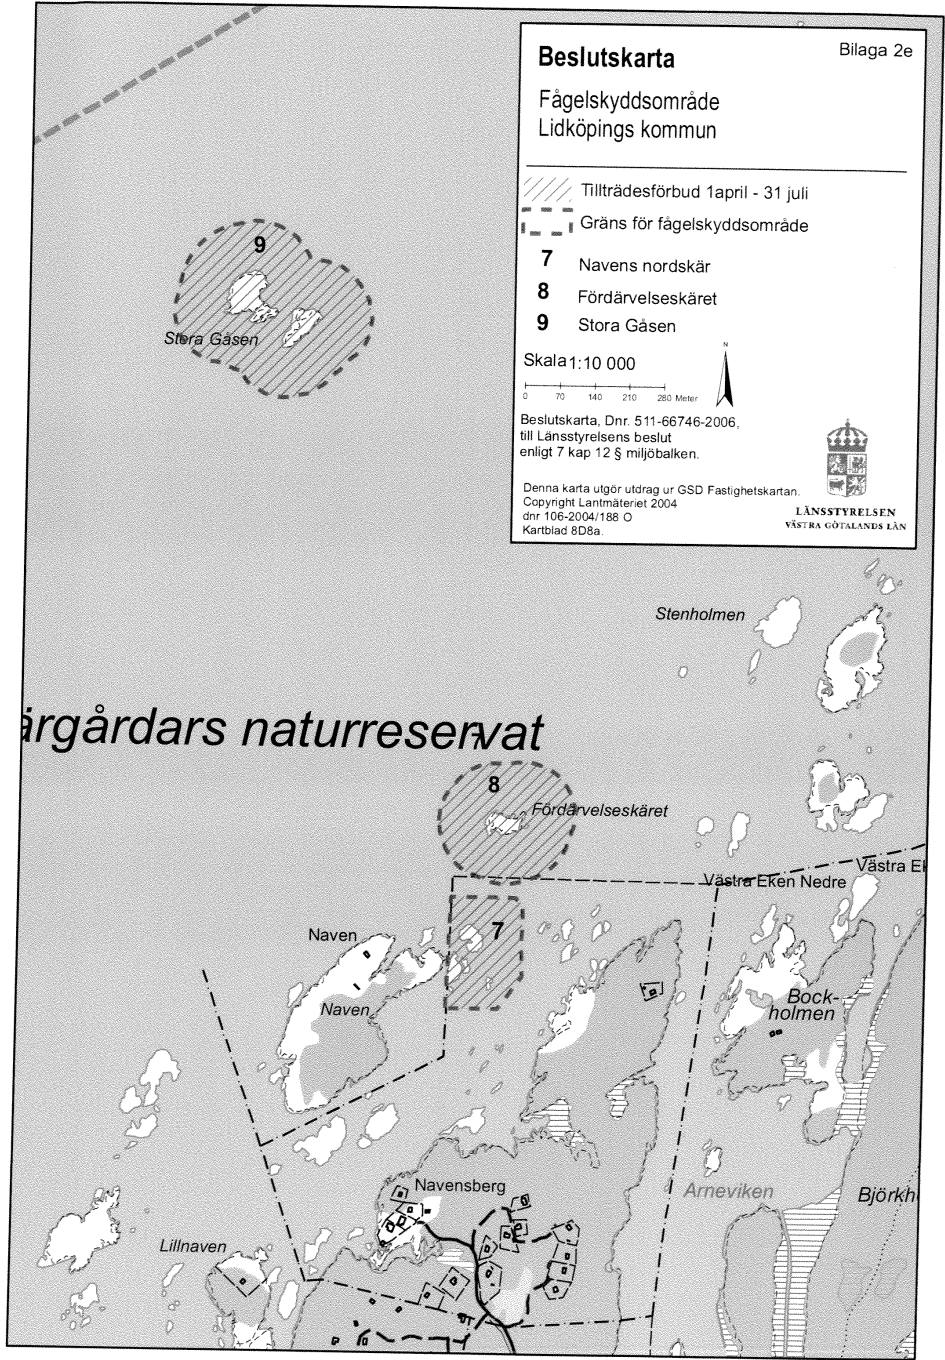 Beslutskarta
Bilaga 2e
Fågelskyddsområde
Lidköpings kommun
Tillträdesförbud 1april - 31 juli
Gräns för fågelskyddsområde
7 Navens nordskär
8 Fördärvelseskäret
9 Stora Gåsen
Skala 1:10 000
N
0 70 140 210 280 Meter
Beslutskarta, Dnr. 511-66746-2006,
till Länsstyrelsens beslut
enligt 7 kap 12 § miljöbalken.
Denna karta utgör utdrag ur GSD Fastighetskartan.
Copyright Lantmäteriet 2004
dnr 106-2004/188 O
Kartblad 8D8a.
LÄNSSTYRELSEN
VÄSTRA GÖTALANDS LÄN
9
Stora Gåsen
Stenholmen
ärgårdars naturreservat
8
Fördärvelseskäret
Västra Ek
Västra Eken Nedre
7
Naven
Naven
Bock-
holmen
Navensberg
Arneviken
Björkh
Lillnaven